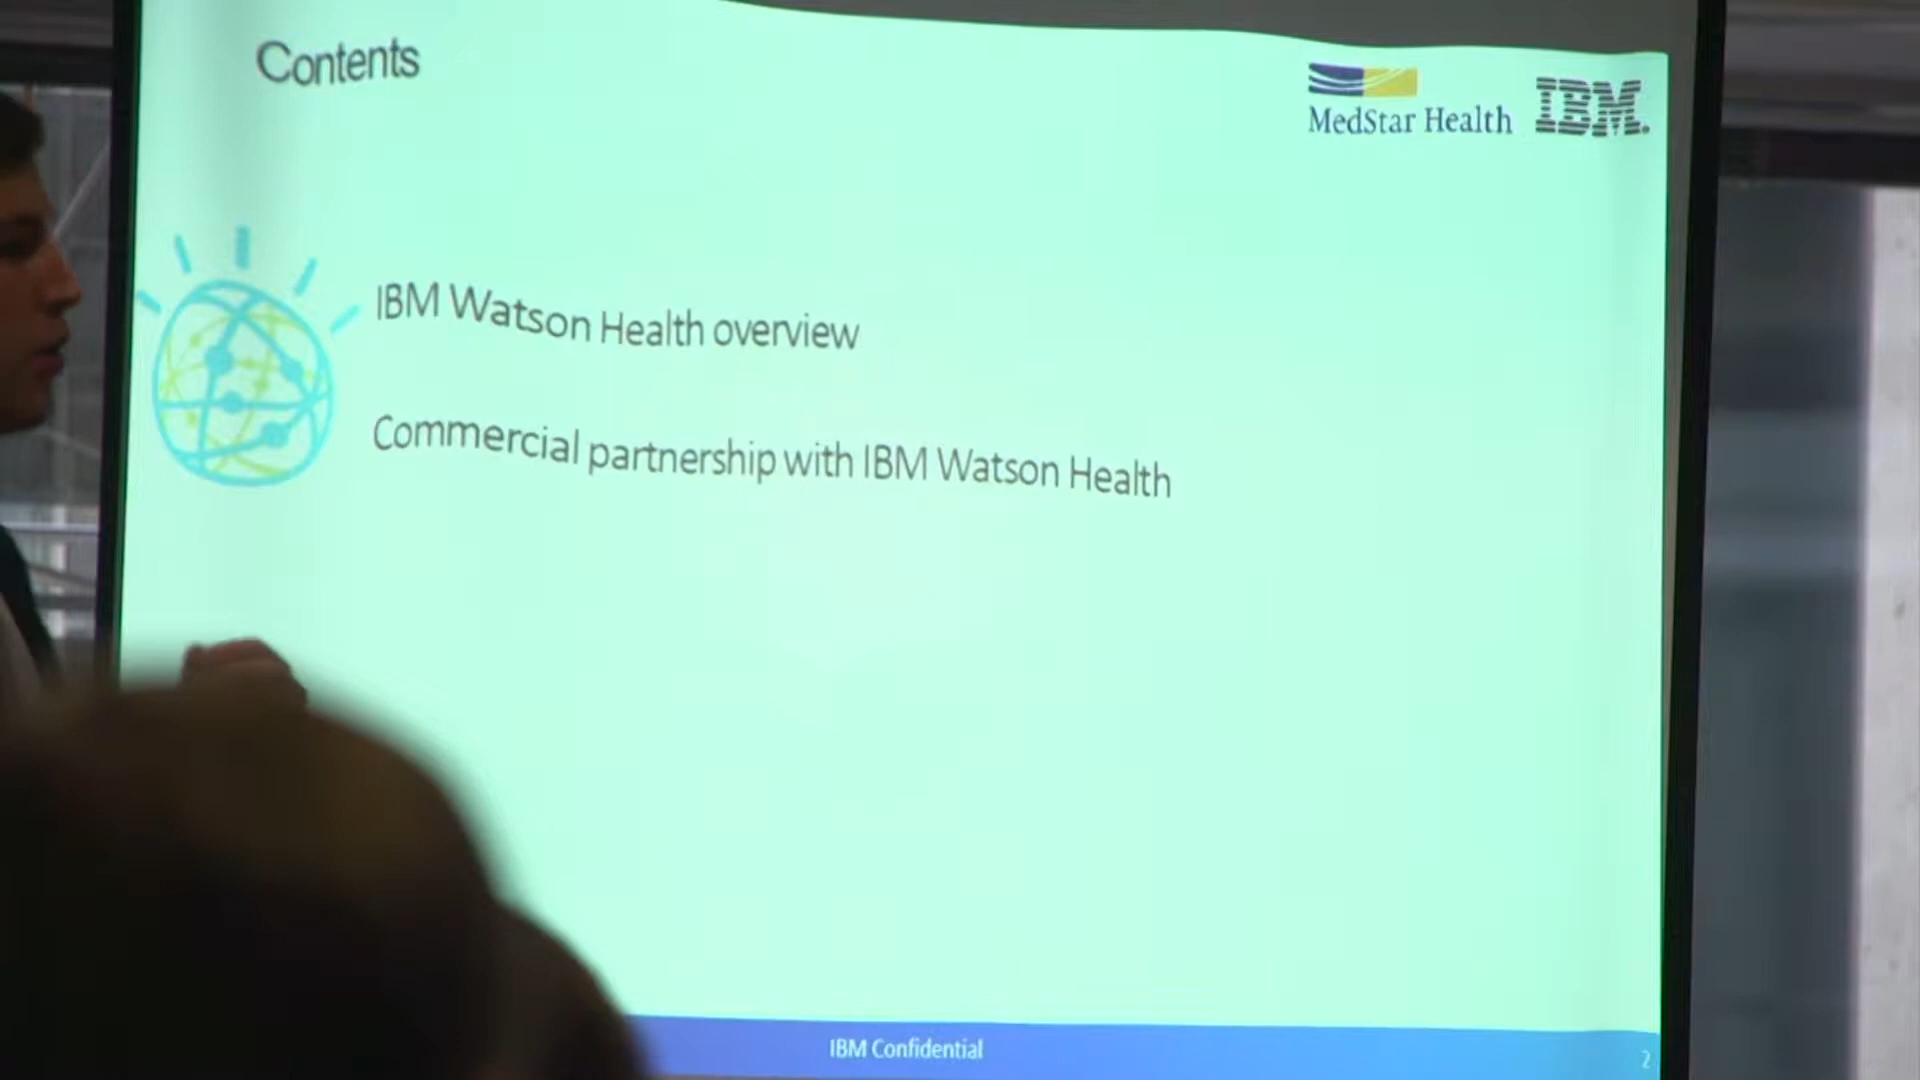 Contents
MedStar Health
IBM.
IBM Watson Health overview
Commercial partnership with IBM Watson Health
IBM Confidential
2